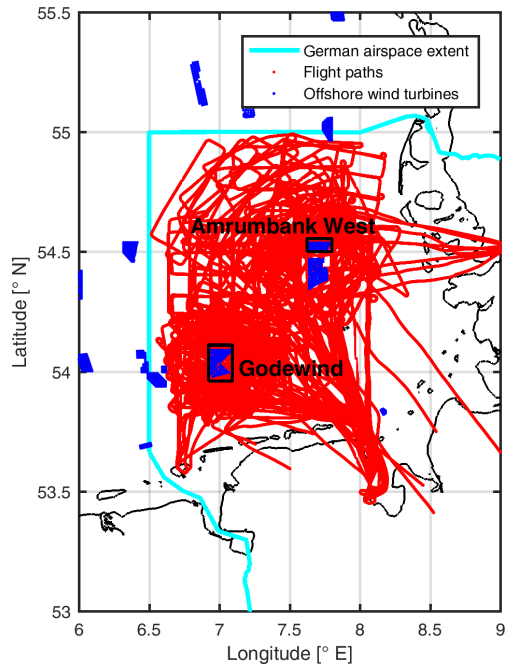 German airspace extent
Flight paths
Offshore wind turbines
Amrumbank West
Godewind
55.5
55
54.5
54
53.5
53
Latitude [° N]
6 6.5 7 7.5 8 8.5 9
Longitude [° E]